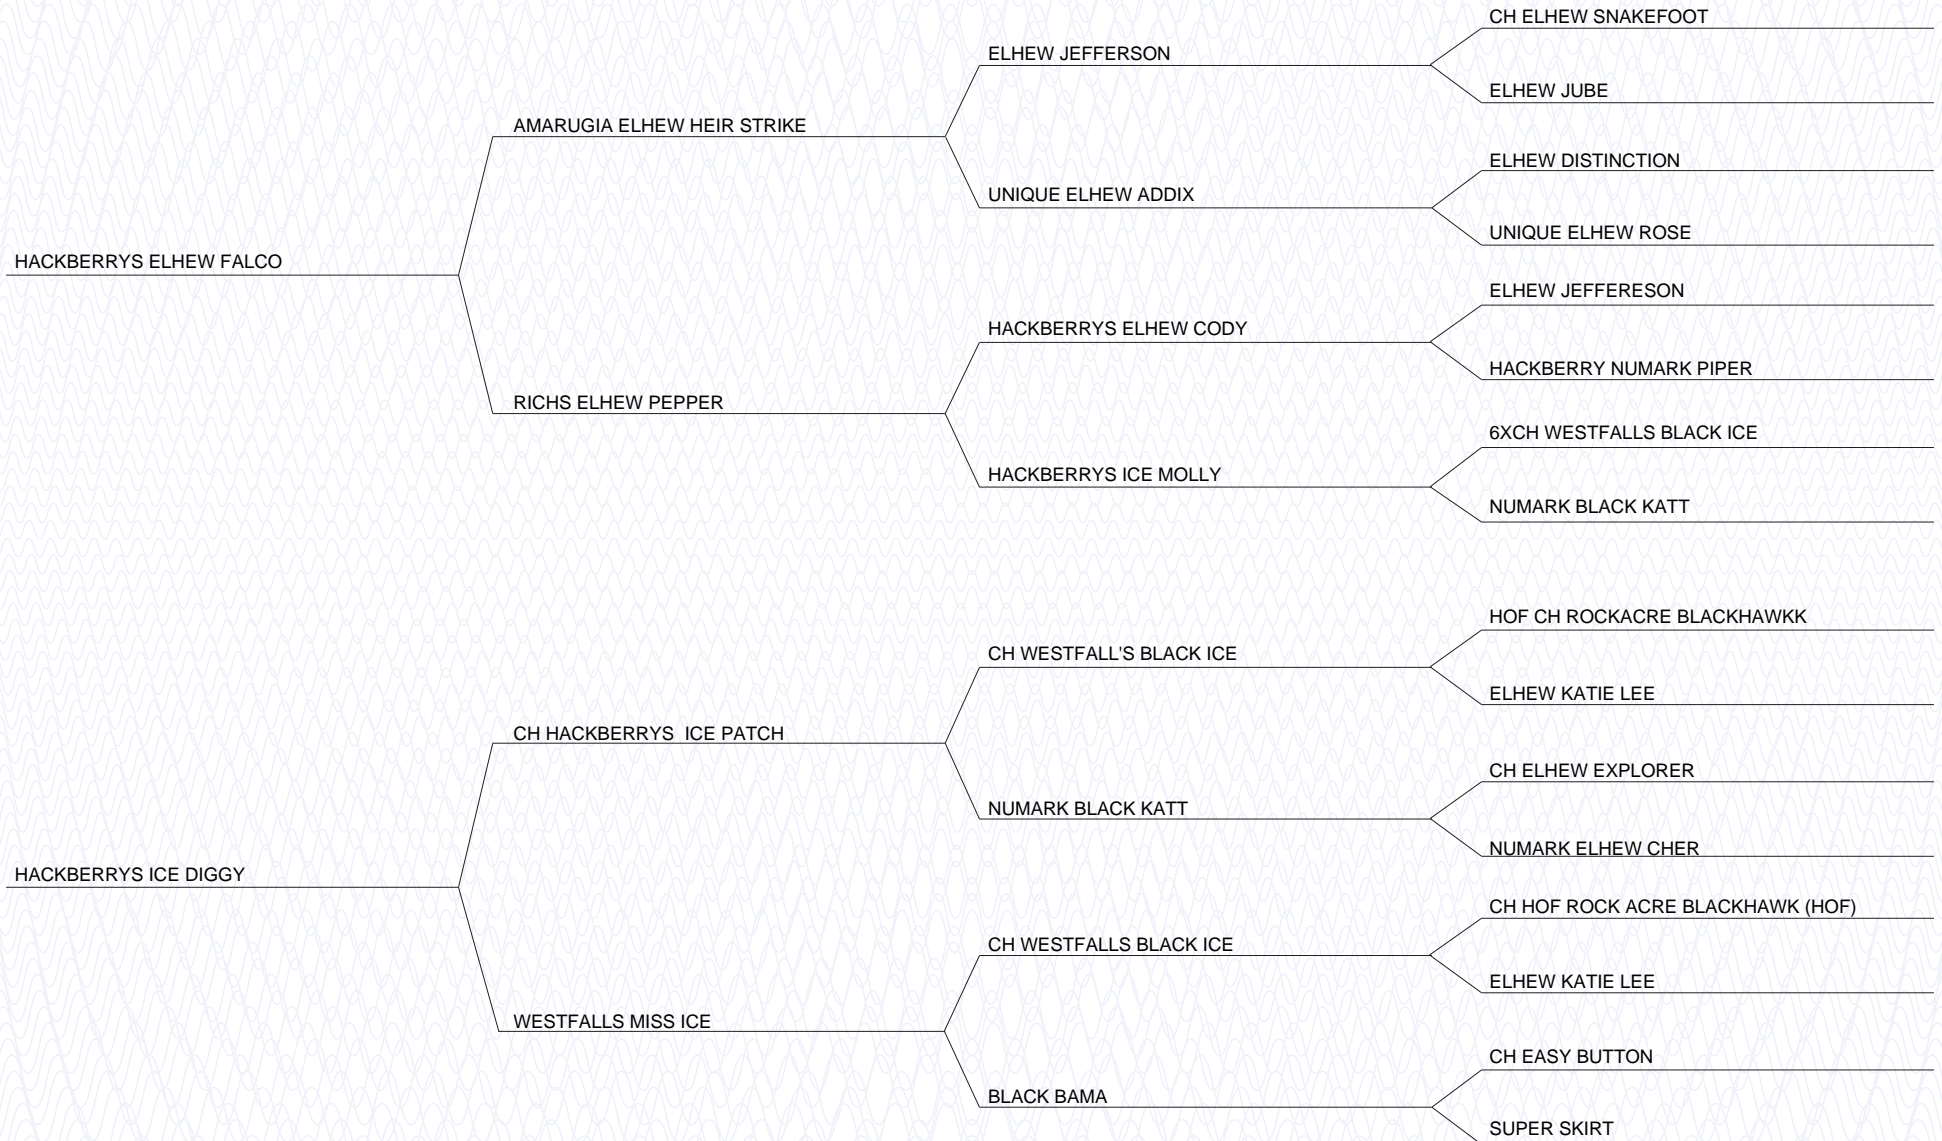 CH ELHEW SNAKEFOOT
ELHEW JEFFERSON
ELHEW JUBE
AMARUGIA ELHEW HEIR STRIKE
ELHEW DISTINCTION
UNIQUE ELHEW ADDIX
UNIQUE ELHEW ROSE
HACKBERRYS ELHEW FALCO
ELHEW JEFFERESON
HACKBERRYS ELHEW CODY
HACKBERRY NUMARK PIPER
RICHS ELHEW PEPPER
6XCH WESTFALLS BLACK ICE
HACKBERRYS ICE MOLLY
NUMARK BLACK KATT
HOF CH ROCKACRE BLACKHAWKK
CH WESTFALL'S BLACK ICE
ELHEW KATIE LEE
CH HACKBERRYS  ICE PATCH
CH ELHEW EXPLORER
NUMARK BLACK KATT
NUMARK ELHEW CHER
HACKBERRYS ICE DIGGY
CH HOF ROCK ACRE BLACKHAWK (HOF)
CH WESTFALLS BLACK ICE
ELHEW KATIE LEE
WESTFALLS MISS ICE
CH EASY BUTTON
BLACK BAMA
SUPER SKIRT